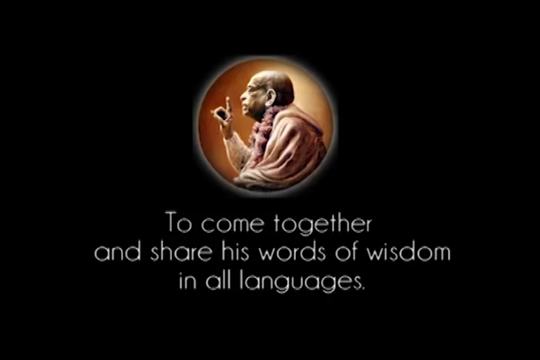 To come together
and share his words of wisdom
in all languages.